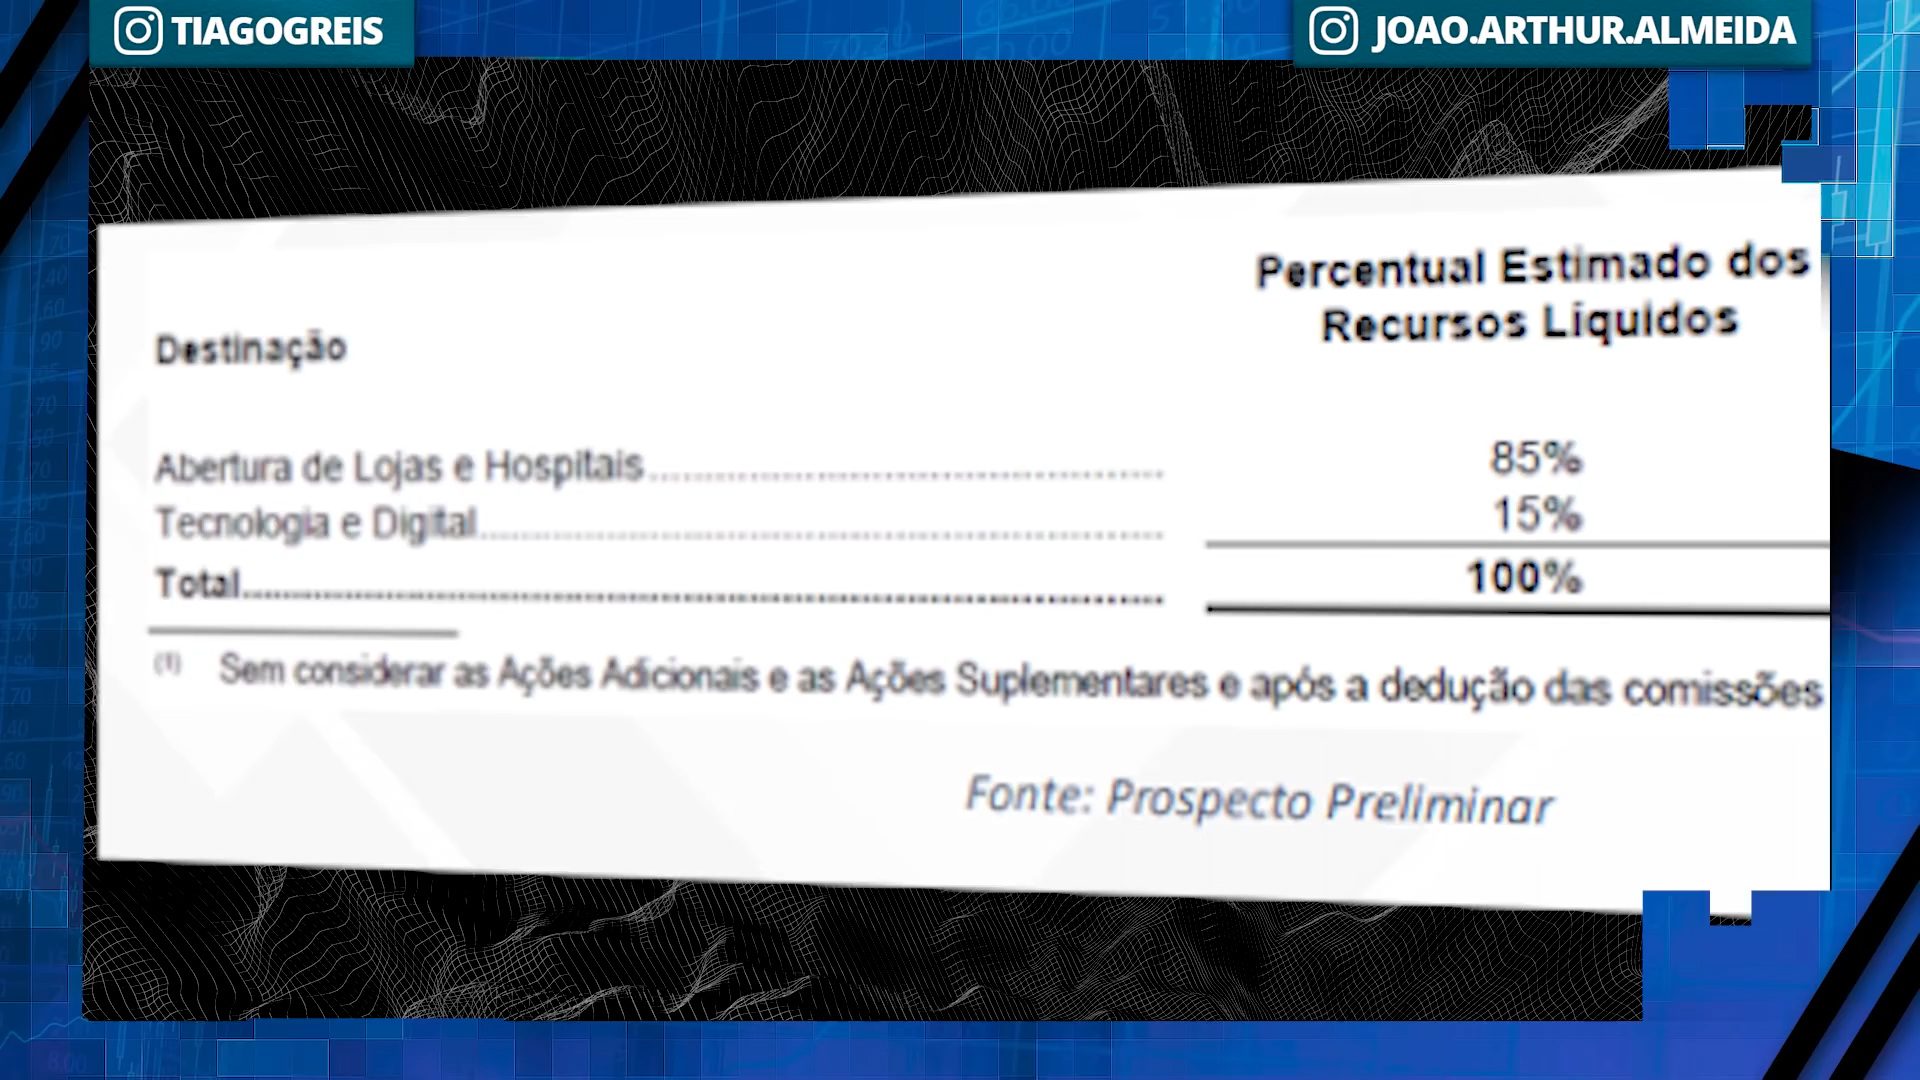 TIAGOGREIS
JOAO.ARTHUR.ALMEIDA
Percentual Estimado dos
Recursos Líquidos
Destinação
Abertura de Lojas e Hospitais.................................................. 85%
Tecnologia e Digital.................................................................. 15%
Total.......................................................................................... 100%
(1) Sem considerar as Ações Adicionais e as Ações Suplementares e após a dedução das comissões
Fonte: Prospecto Preliminar